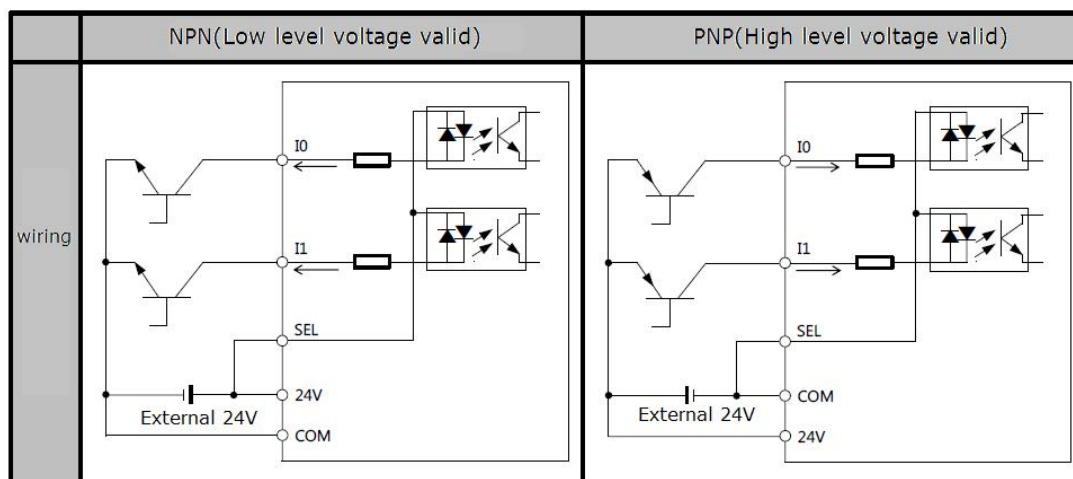 NPN(Low level voltage valid)
PNP(High level voltage valid)
wiring
I0
I1
SEL
24V
External 24V
COM
I0
I1
SEL
COM
External 24V
24V